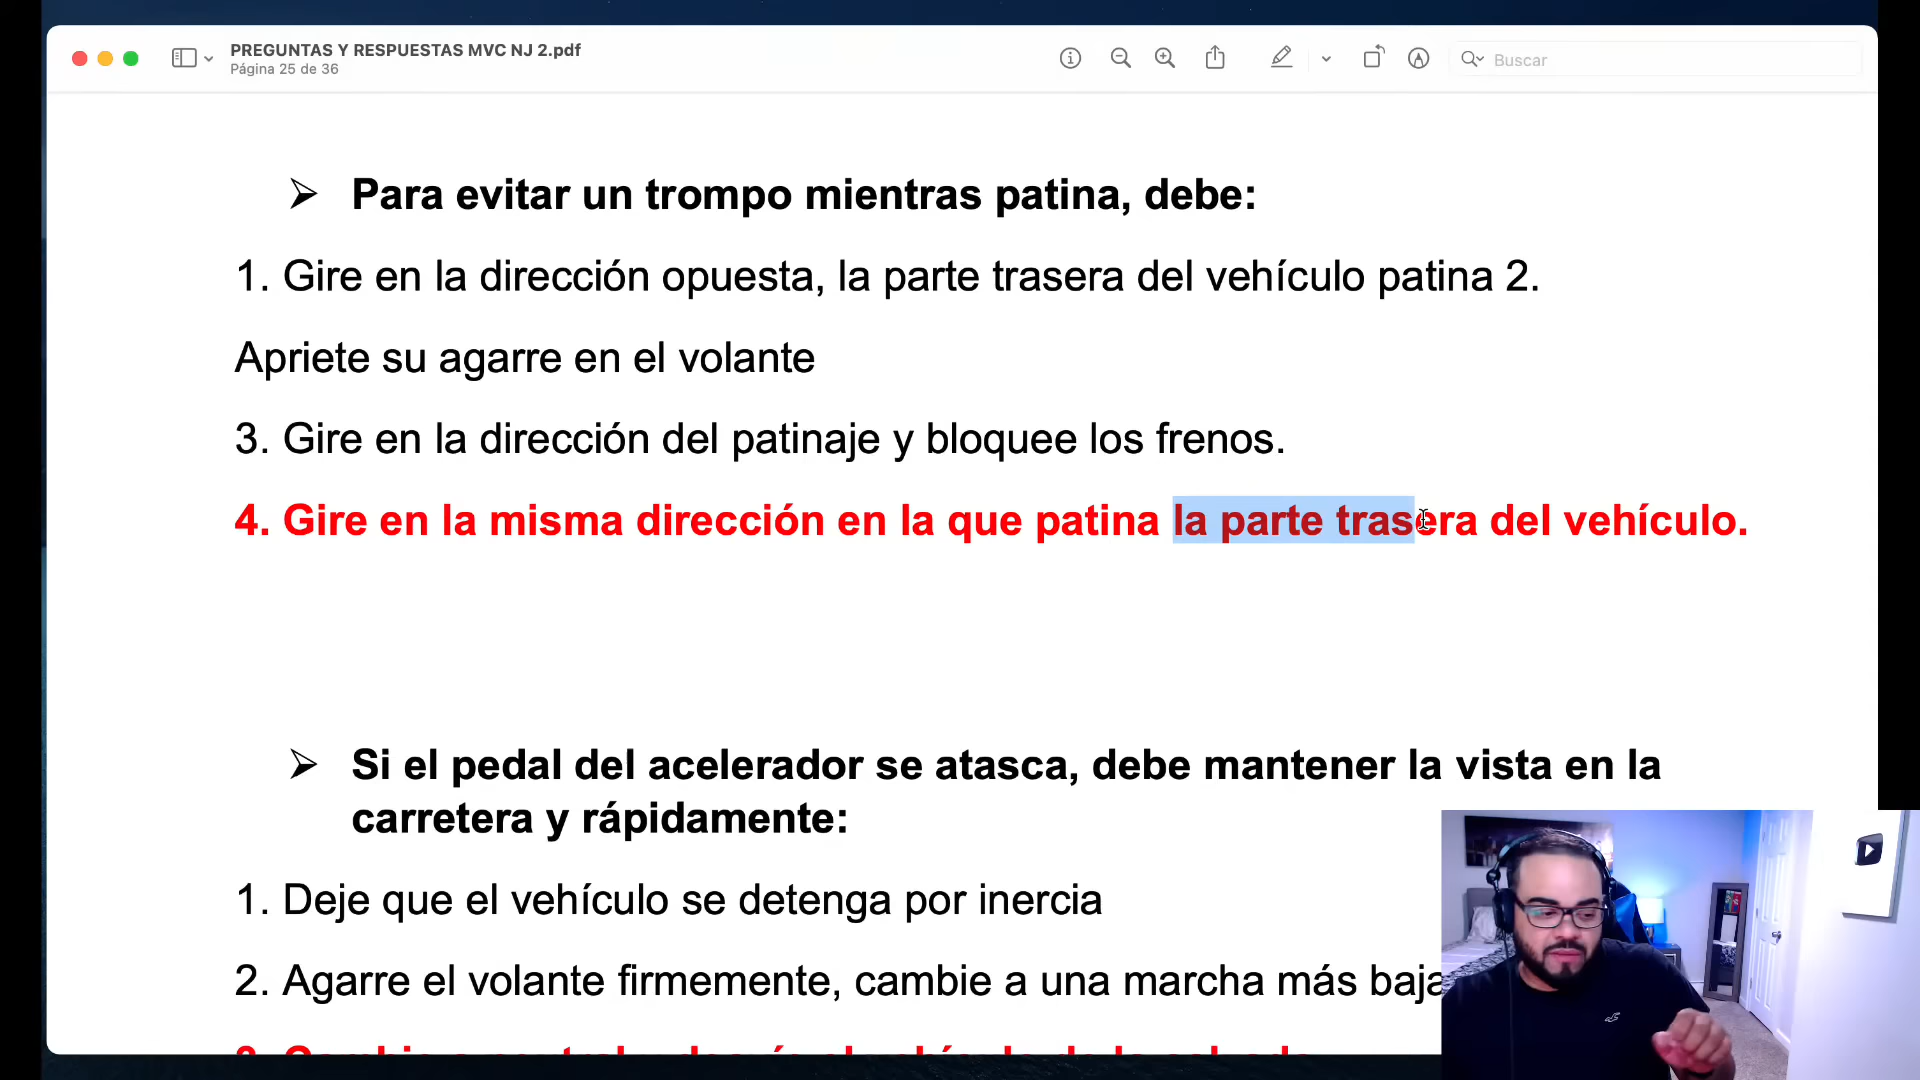 PREGUNTAS Y RESPUESTAS MVC NJ 2.pdf
Página 25 de 36
Buscar
➢ Para evitar un trompo mientras patina, debe:
1. Gire en la dirección opuesta, la parte trasera del vehículo patina 2.
Apriete su agarre en el volante
3. Gire en la dirección del patinaje y bloquee los frenos.
4. Gire en la misma dirección en la que patina la parte trasera del vehículo.
➢ Si el pedal del acelerador se atasca, debe mantener la vista en la
carretera y rápidamente:
1. Deje que el vehículo se detenga por inercia
2. Agarre el volante firmemente, cambie a una marcha más baja